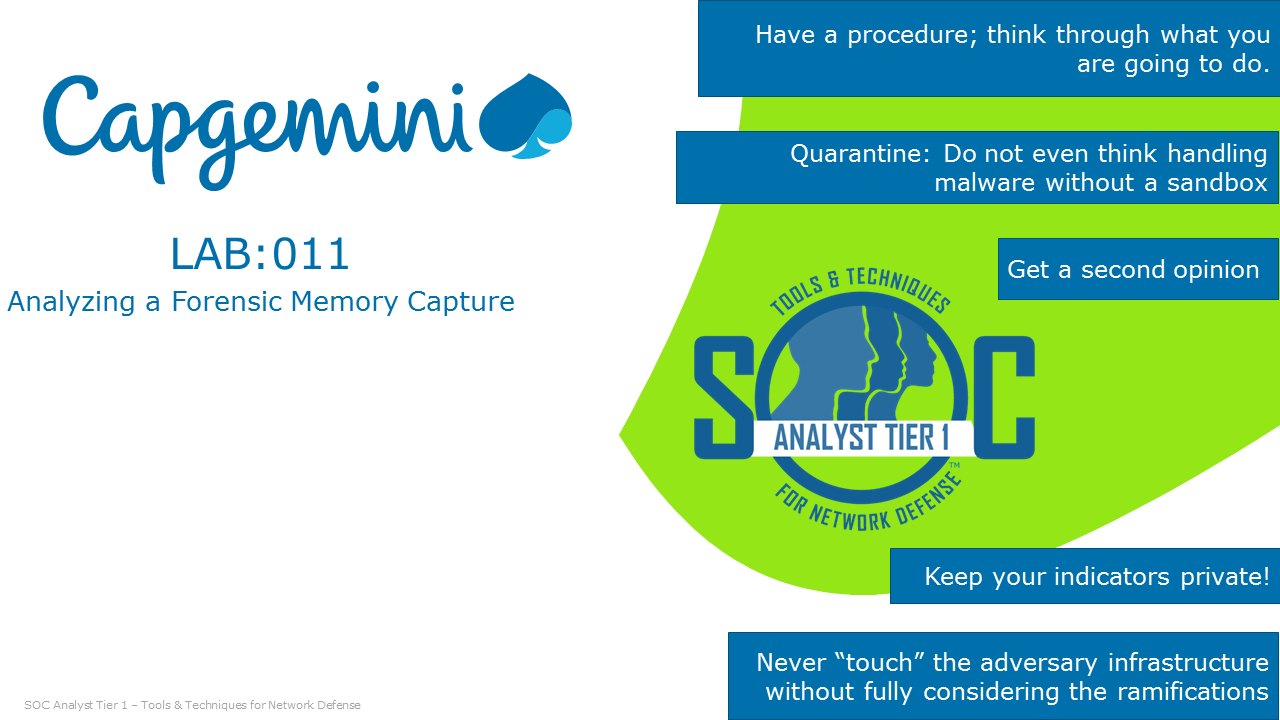 Capgemini
LAB:011
Analyzing a Forensic Memory Capture
Have a procedure; think through what you
are going to do.
Quarantine: Do not even think handling
malware without a sandbox
Get a second opinion
TOOLS & TECHNIQUES
SOC
ANALYST TIER 1
TM
FOR NETWORK DEFENSE
Keep your indicators private!
Never “touch” the adversary infrastructure
without fully considering the ramifications
SOC Analyst Tier 1 – Tools & Techniques for Network Defense